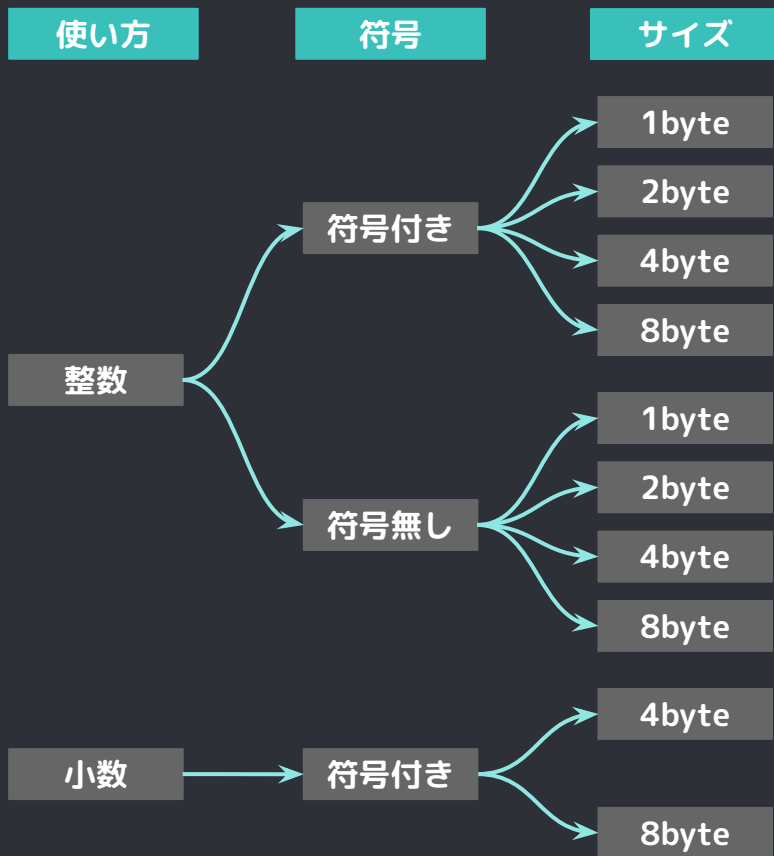 使い方
符号
サイズ
整数
符号付き
1byte
2byte
4byte
8byte
符号無し
1byte
2byte
4byte
8byte
小数
符号付き
4byte
8byte